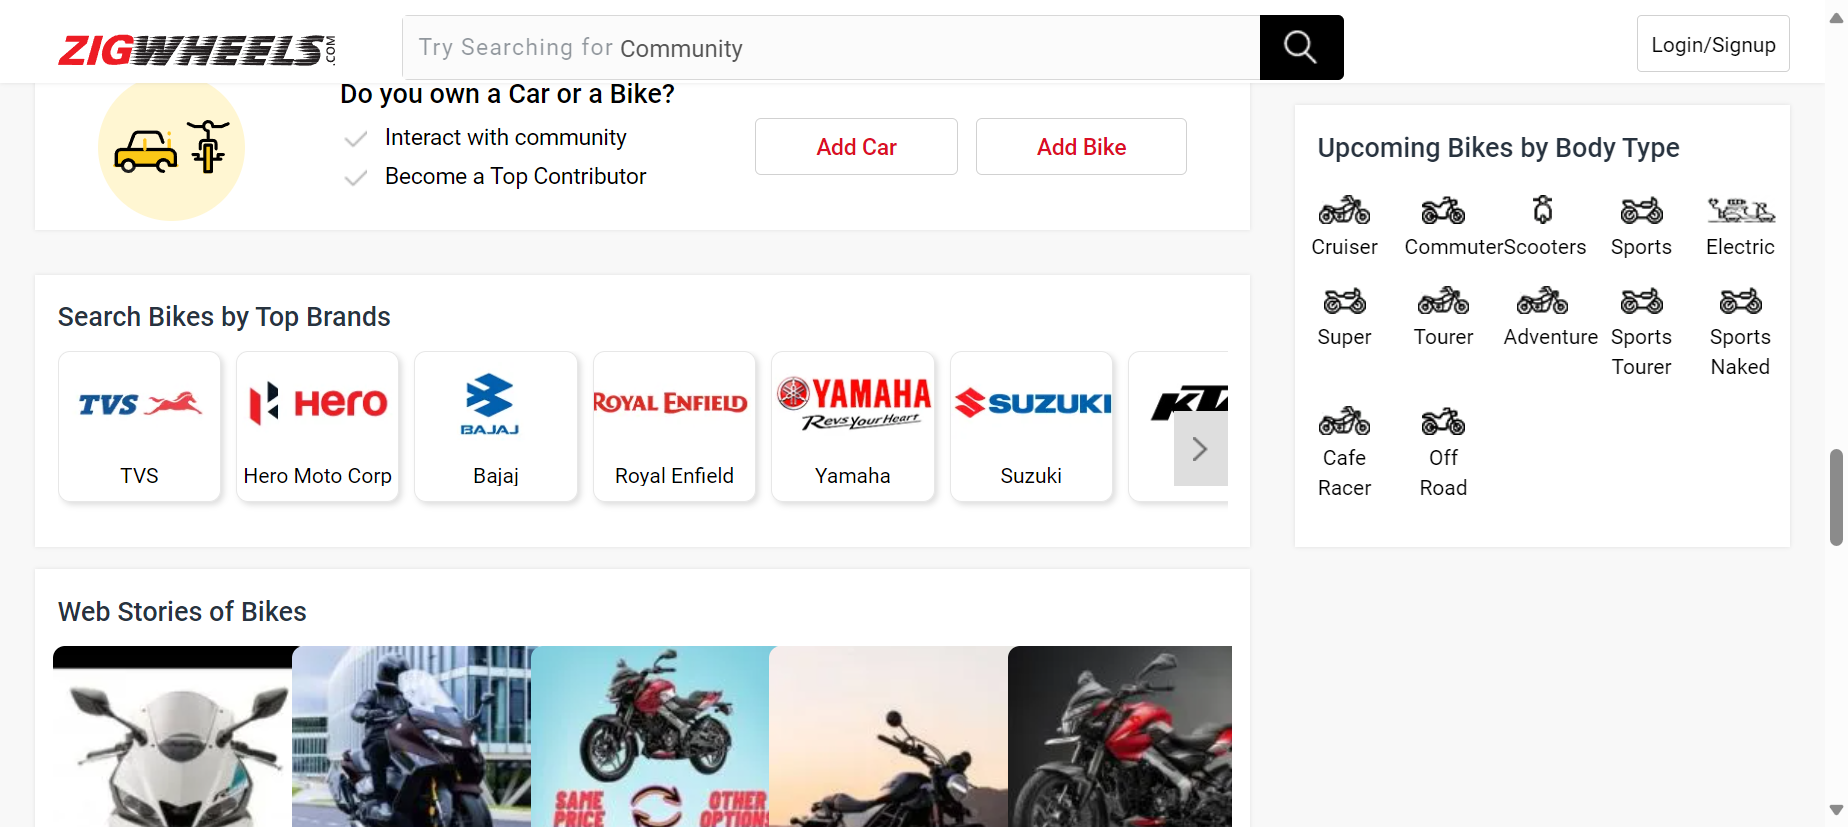 ZIGWHEELS.COM
Try Searching for Community
Login/Signup
Do you own a Car or a Bike?
Interact with community
Become a Top Contributor
Add Car
Add Bike
Search Bikes by Top Brands
TVS
HERO
BAJAJ
ROYAL ENFIELD
YAMAHA
Revs Your Heart
SUZUKI
TVS
Hero Moto Corp
Bajaj
Royal Enfield
Yamaha
Suzuki
Upcoming Bikes by Body Type
Cruiser
Commuter
Scooters
Sports
Electric
Super
Tourer
Adventure
Sports
Tourer
Sports
Naked
Cafe
Racer
Off
Road
Web Stories of Bikes
SAME
PRICE
OTHER
OPTIONS